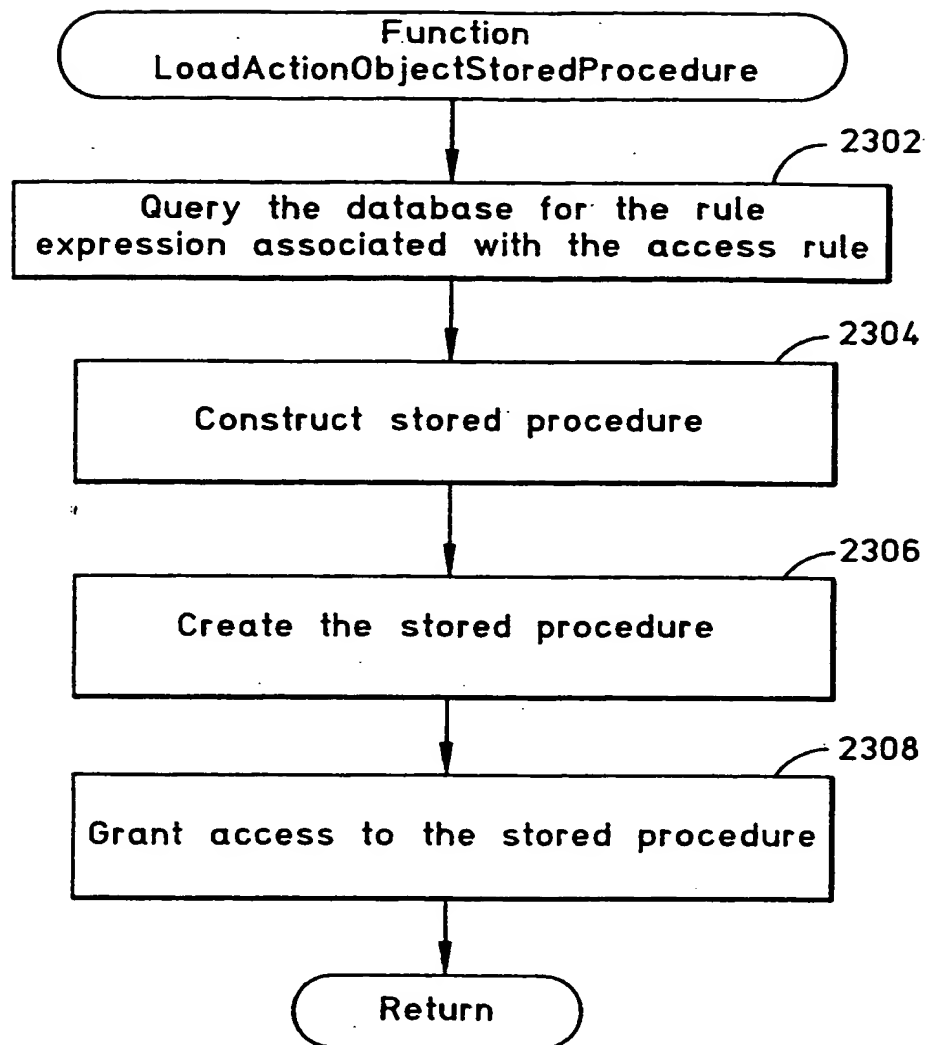 Function
LoadActionObjectStoredProcedure
2302
Query the database for the rule
expression associated with the access rule
2304
Construct stored procedure
2306
Create the stored procedure
2308
Grant access to the stored procedure
Return